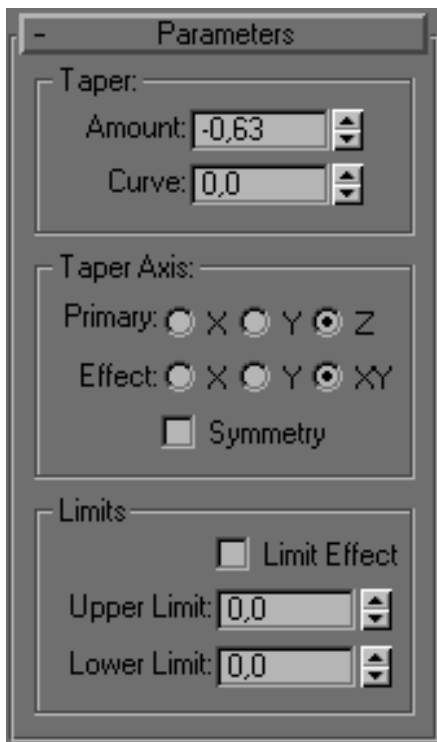 - Parameters
Taper:
Amount: -0,63
Curve: 0,0
Taper Axis:
Primary: X Y Z
Effect: X Y XY
Symmetry
Limits
Limit Effect
Upper Limit: 0,0
Lower Limit: 0,0